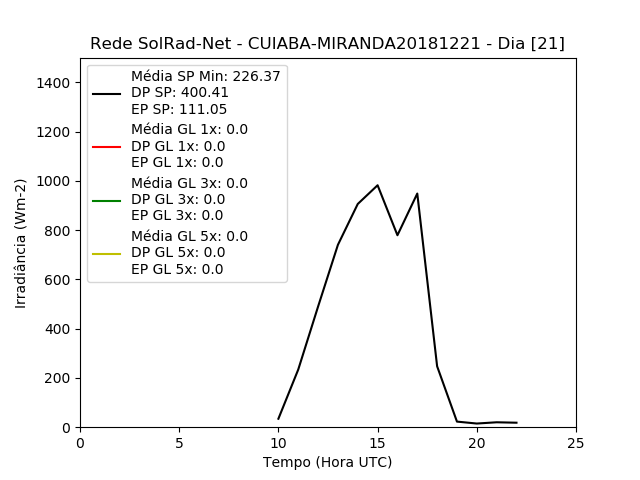 Rede SolRad-Net - CUIABA-MIRANDA20181221 - Dia [21]
Média SP Min: 226.37
DP SP: 400.41
EP SP: 111.05
Média GL 1x: 0.0
DP GL 1x: 0.0
EP GL 1x: 0.0
Média GL 3x: 0.0
DP GL 3x: 0.0
EP GL 3x: 0.0
Média GL 5x: 0.0
DP GL 5x: 0.0
EP GL 5x: 0.0
Irradiância (Wm-2)
1400
1200
1000
800
600
400
200
0
0 5 10 15 20 25
Tempo (Hora UTC)